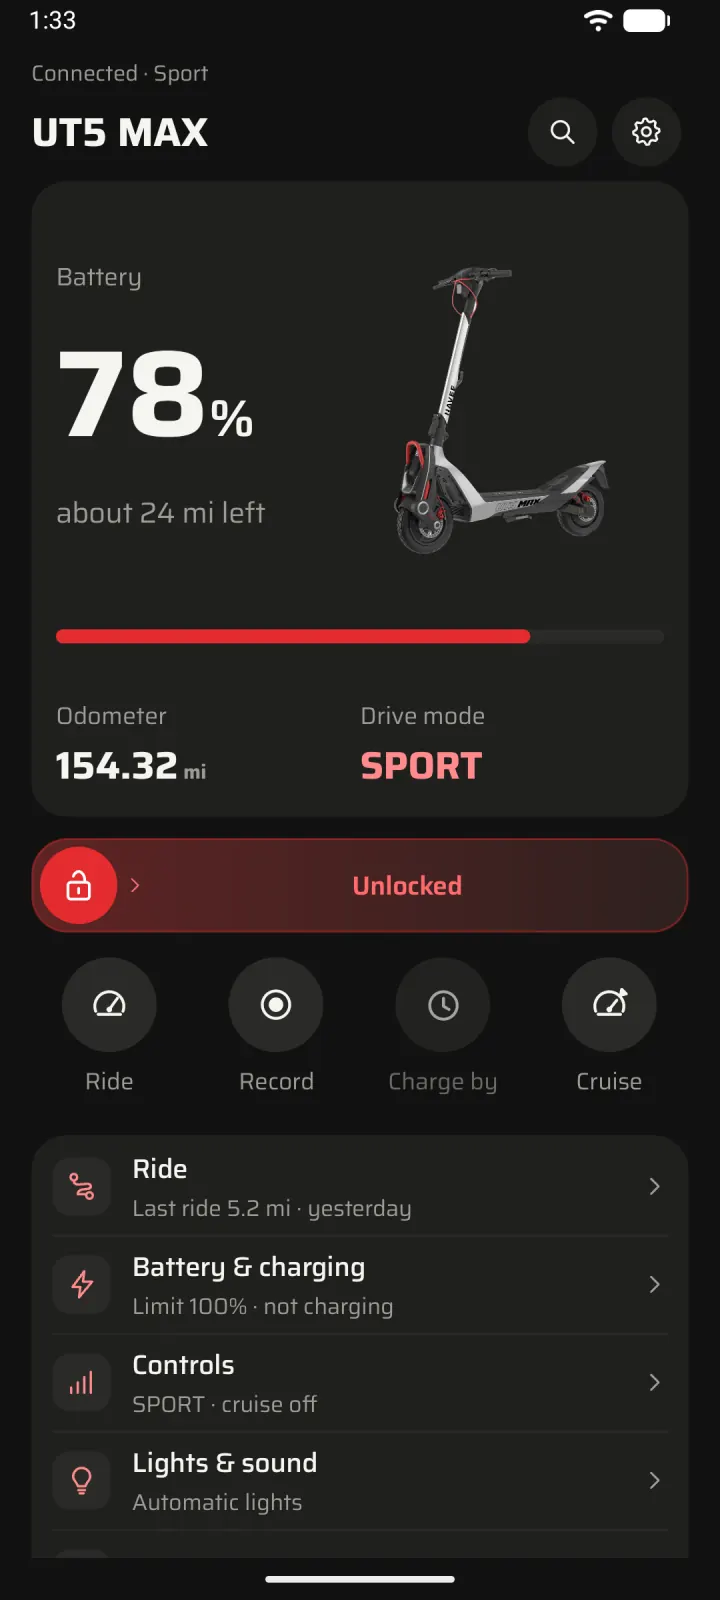 1:33
Connected · Sport
UT5 MAX
Battery
78%
about 24 mi left
Odometer
Drive mode
154.32 mi
SPORT
Unlocked
Ride
Record
Charge by
Cruise
Ride
Last ride 5.2 mi · yesterday
Battery & charging
Limit 100% · not charging
Controls
SPORT · cruise off
Lights & sound
Automatic lights